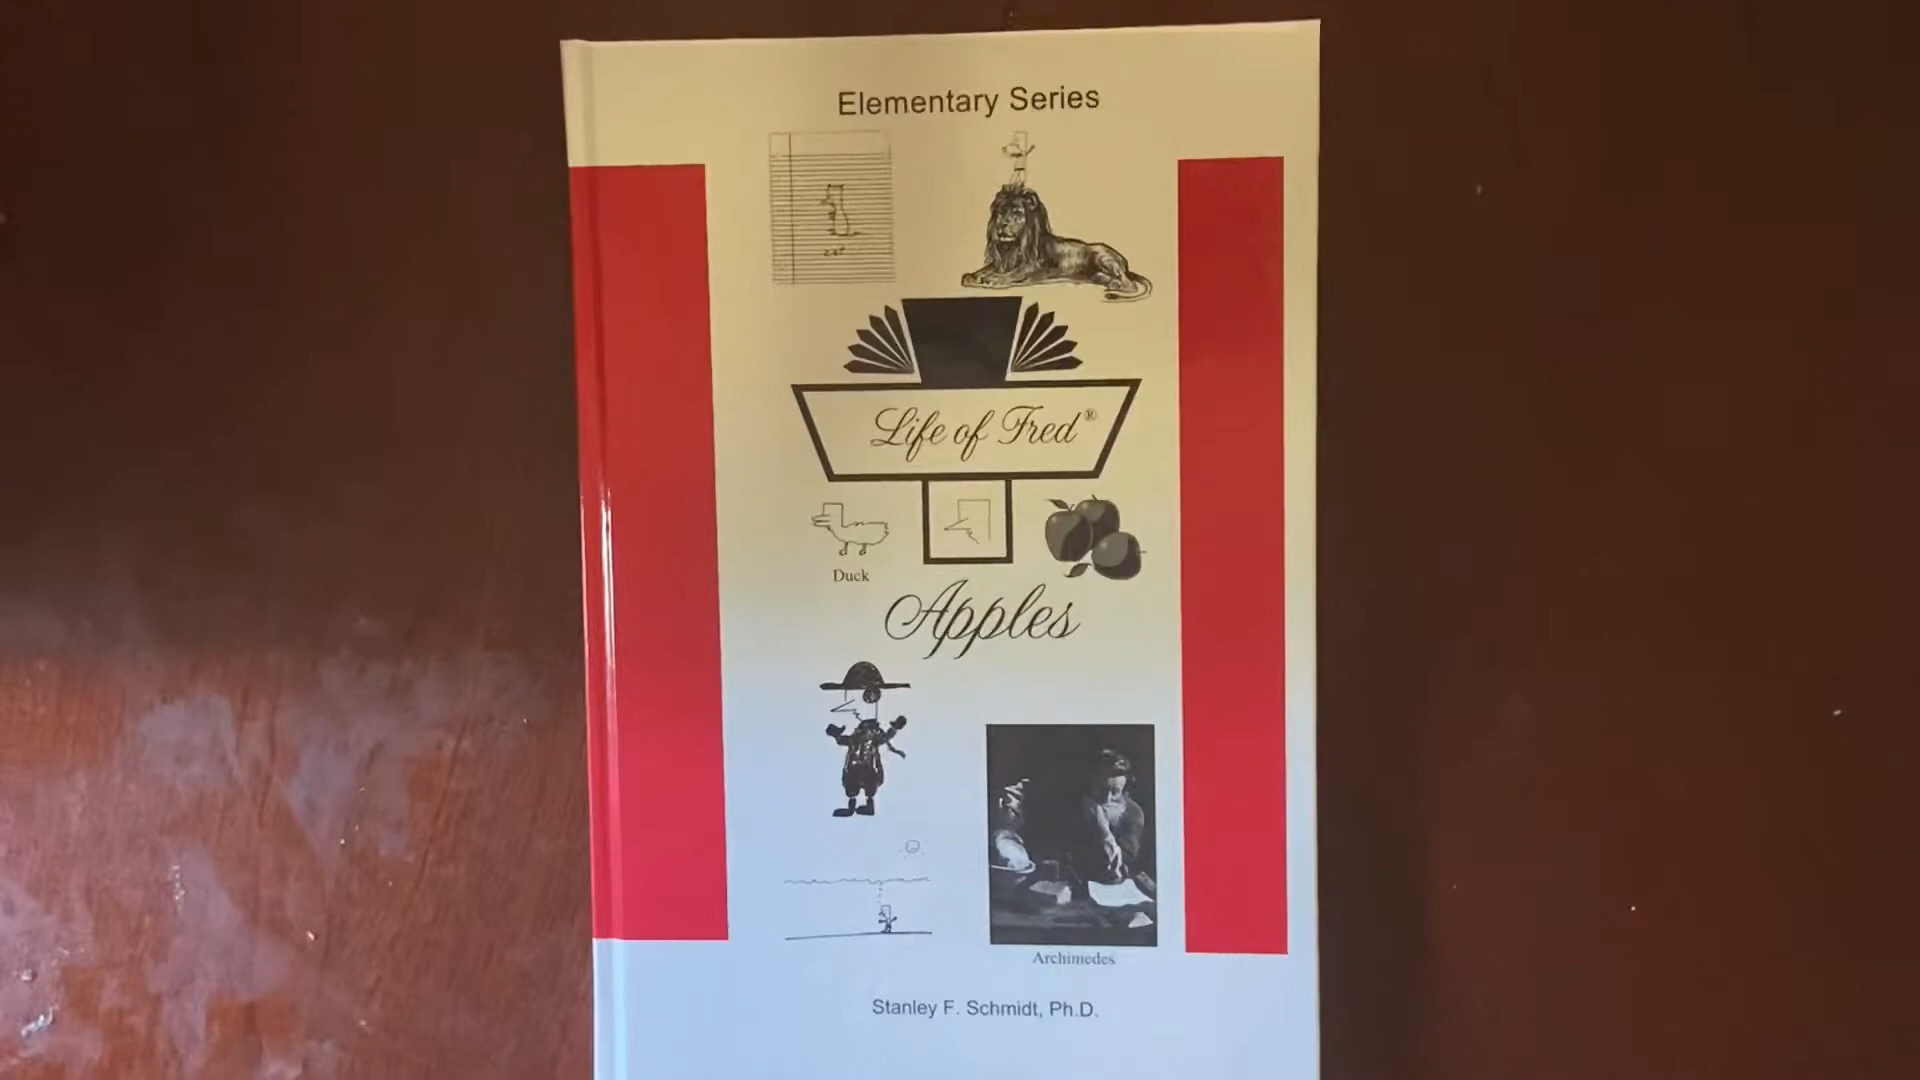 Elementary Series
Life of Fred®
Duck
Apples
Archimedes
Stanley F. Schmidt, Ph.D.